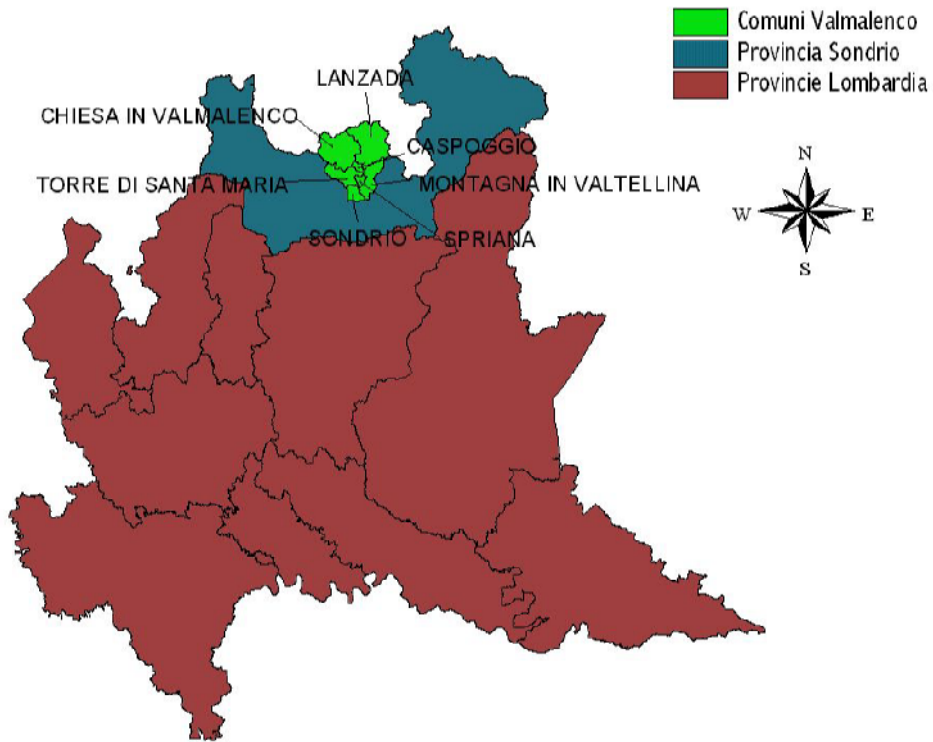 Comuni Valmalenco
Provincia Sondrio
Provincie Lombardia
LANZADA
CHIESA IN VALMALENCO
CASPOGGIO
TORRE DI SANTA MARIA
MONTAGNA IN VALTELLINA
SONDRIO
SPRIANA
N
W E
S